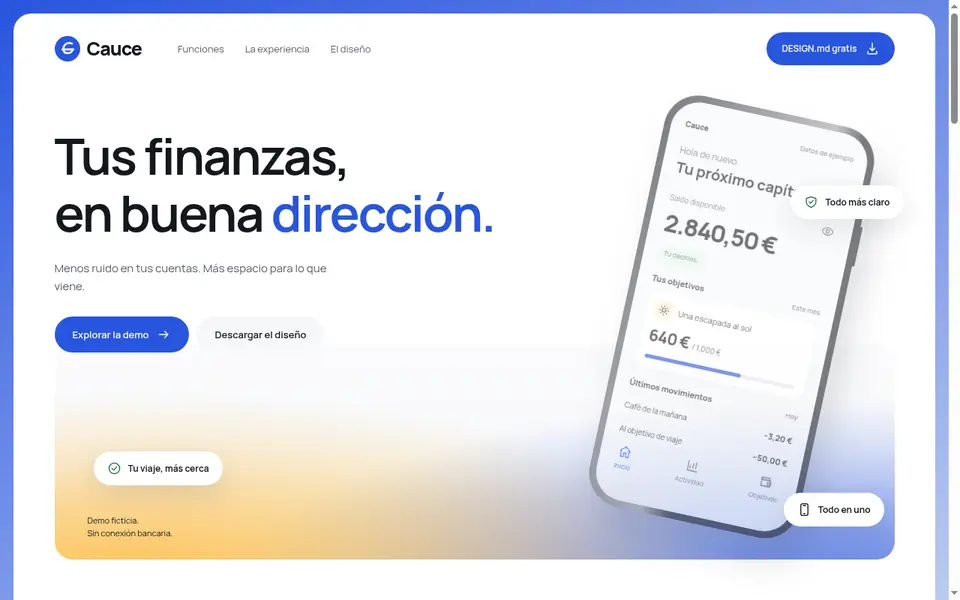 Cauce
Funciones
La experiencia
El diseño
DESIGN.md gratis
Tus finanzas,
en buena dirección.
Menos ruido en tus cuentas. Más espacio para lo que
viene.
Explorar la demo
Descargar el diseño
Tu viaje, más cerca
Demo ficticia.
Sin conexión bancaria.
Cauce
Datos de ejemplo
Hola de nuevo
Tu próximo capít
Todo más claro
Saldo disponible
2.840,50 €
Tus objetivos
Este mes
Una escapada al sol
640 € / 1.000 €
Últimos movimientos
Hoy
Café de la mañana
−3,20 €
Al objetivo de viaje
−50,00 €
Inicio
Actividad
Objetivos
Todo en uno